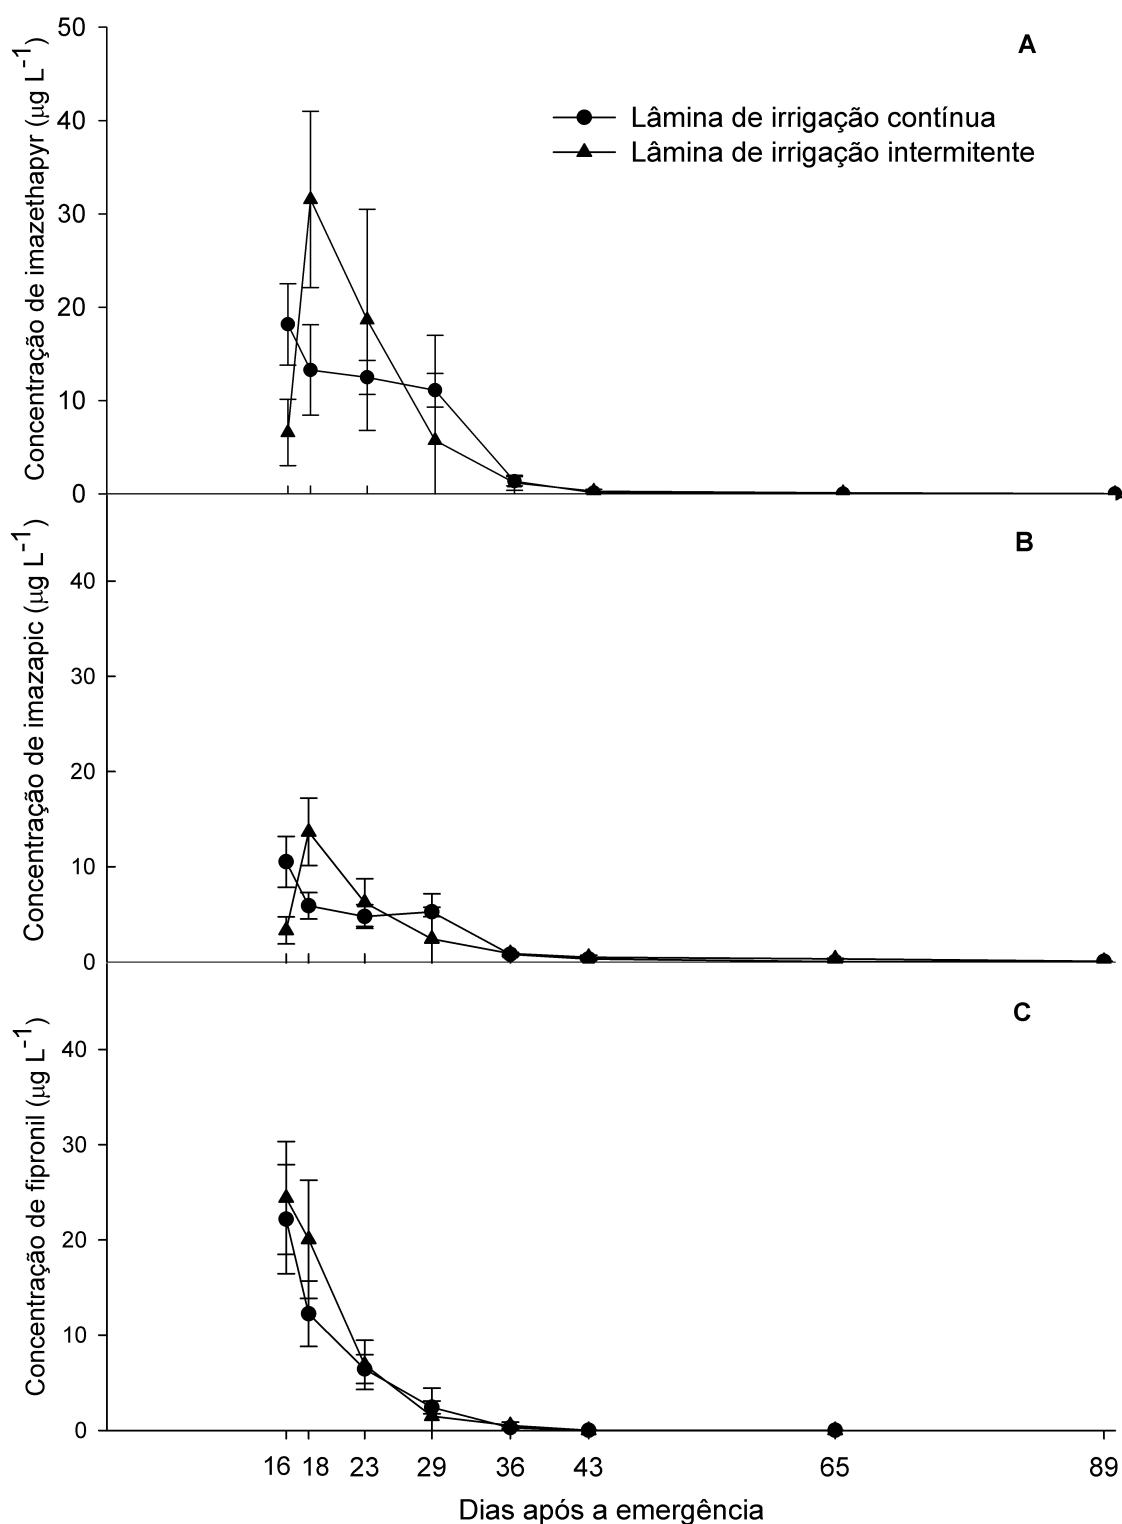 Concentração de imazethapyr (µg L-1)
50
40
30
20
10
0
A
Lâmina de irrigação contínua
Lâmina de irrigação intermitente
Concentração de imazapic (µg L-1)
40
30
20
10
0
B
Concentração de fipronil (µg L-1)
40
30
20
10
0
C
16 18 23 29 36 43 65 89
Dias após a emergência